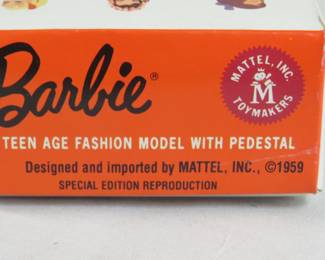 Barbie®
MATTEL, INC.
M
TOYMAKERS
TEEN AGE FASHION MODEL WITH PEDESTAL
Designed and imported by MATTEL, INC., ©1959
SPECIAL EDITION REPRODUCTION